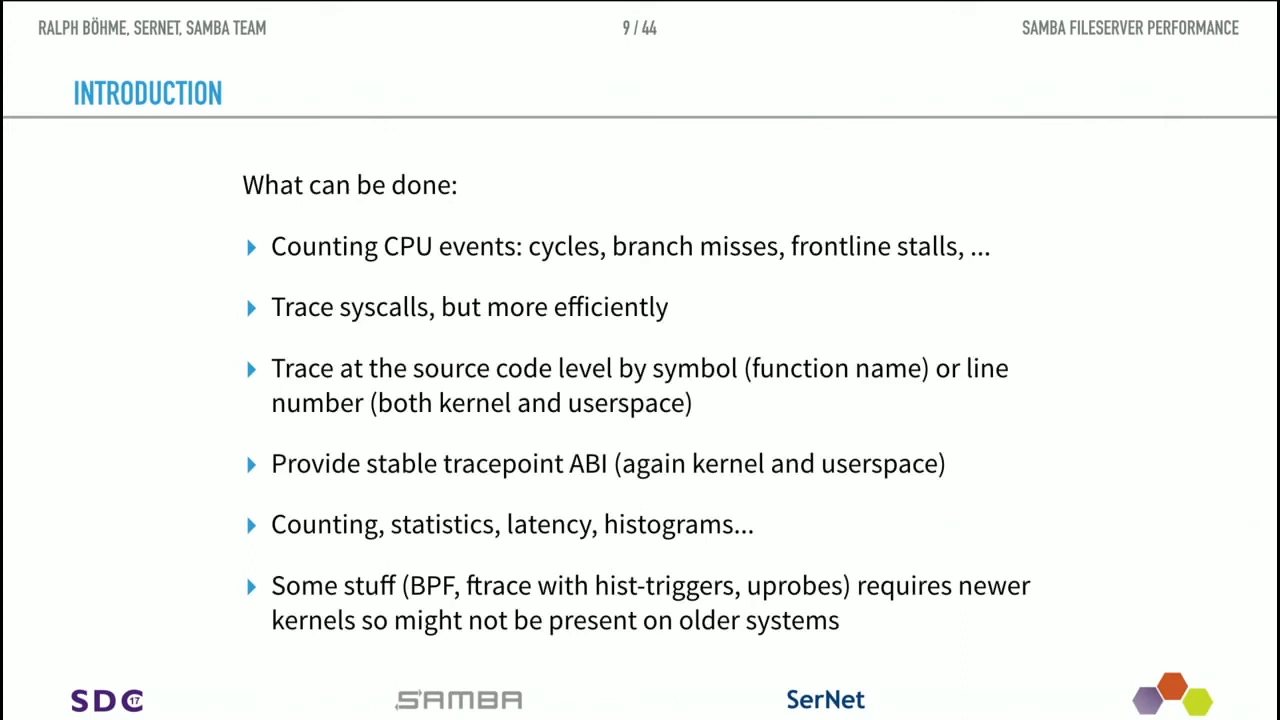 RALPH BÖHME, SERNET, SAMBA TEAM
9 / 44
SAMBA FILESERVER PERFORMANCE
INTRODUCTION
What can be done:
Counting CPU events: cycles, branch misses, frontline stalls, ...
Trace syscalls, but more efficiently
Trace at the source code level by symbol (function name) or line
number (both kernel and userspace)
Provide stable tracepoint ABI (again kernel and userspace)
Counting, statistics, latency, histograms...
Some stuff (BPF, ftrace with hist-triggers, uprobes) requires newer
kernels so might not be present on older systems
SDC 17
SAMBA
SerNet